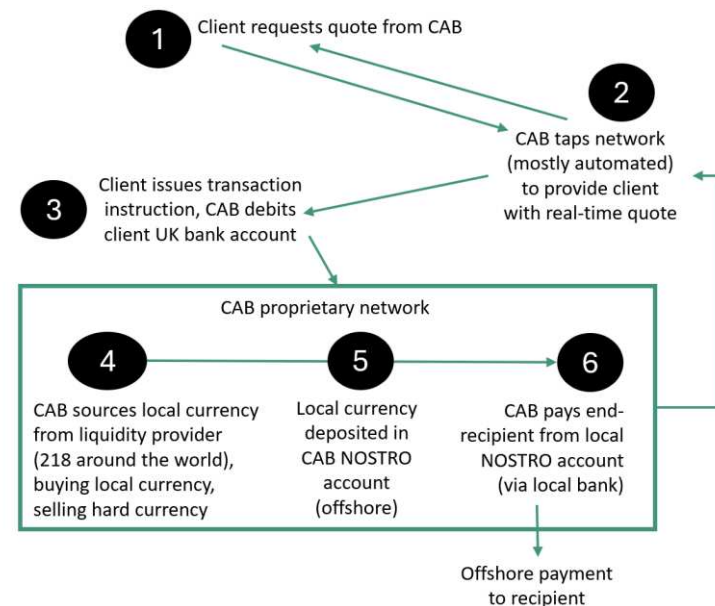 1
Client requests quote from CAB
2
CAB taps network
(mostly automated)
to provide client
with real-time quote
3
Client issues transaction
instruction, CAB debits
client UK bank account
CAB proprietary network
4
CAB sources local currency
from liquidity provider
(218 around the world),
buying local currency,
selling hard currency
5
Local currency
deposited in
CAB NOSTRO
account
(offshore)
6
CAB pays end-
recipient from local
NOSTRO account
(via local bank)
Offshore payment
to recipient